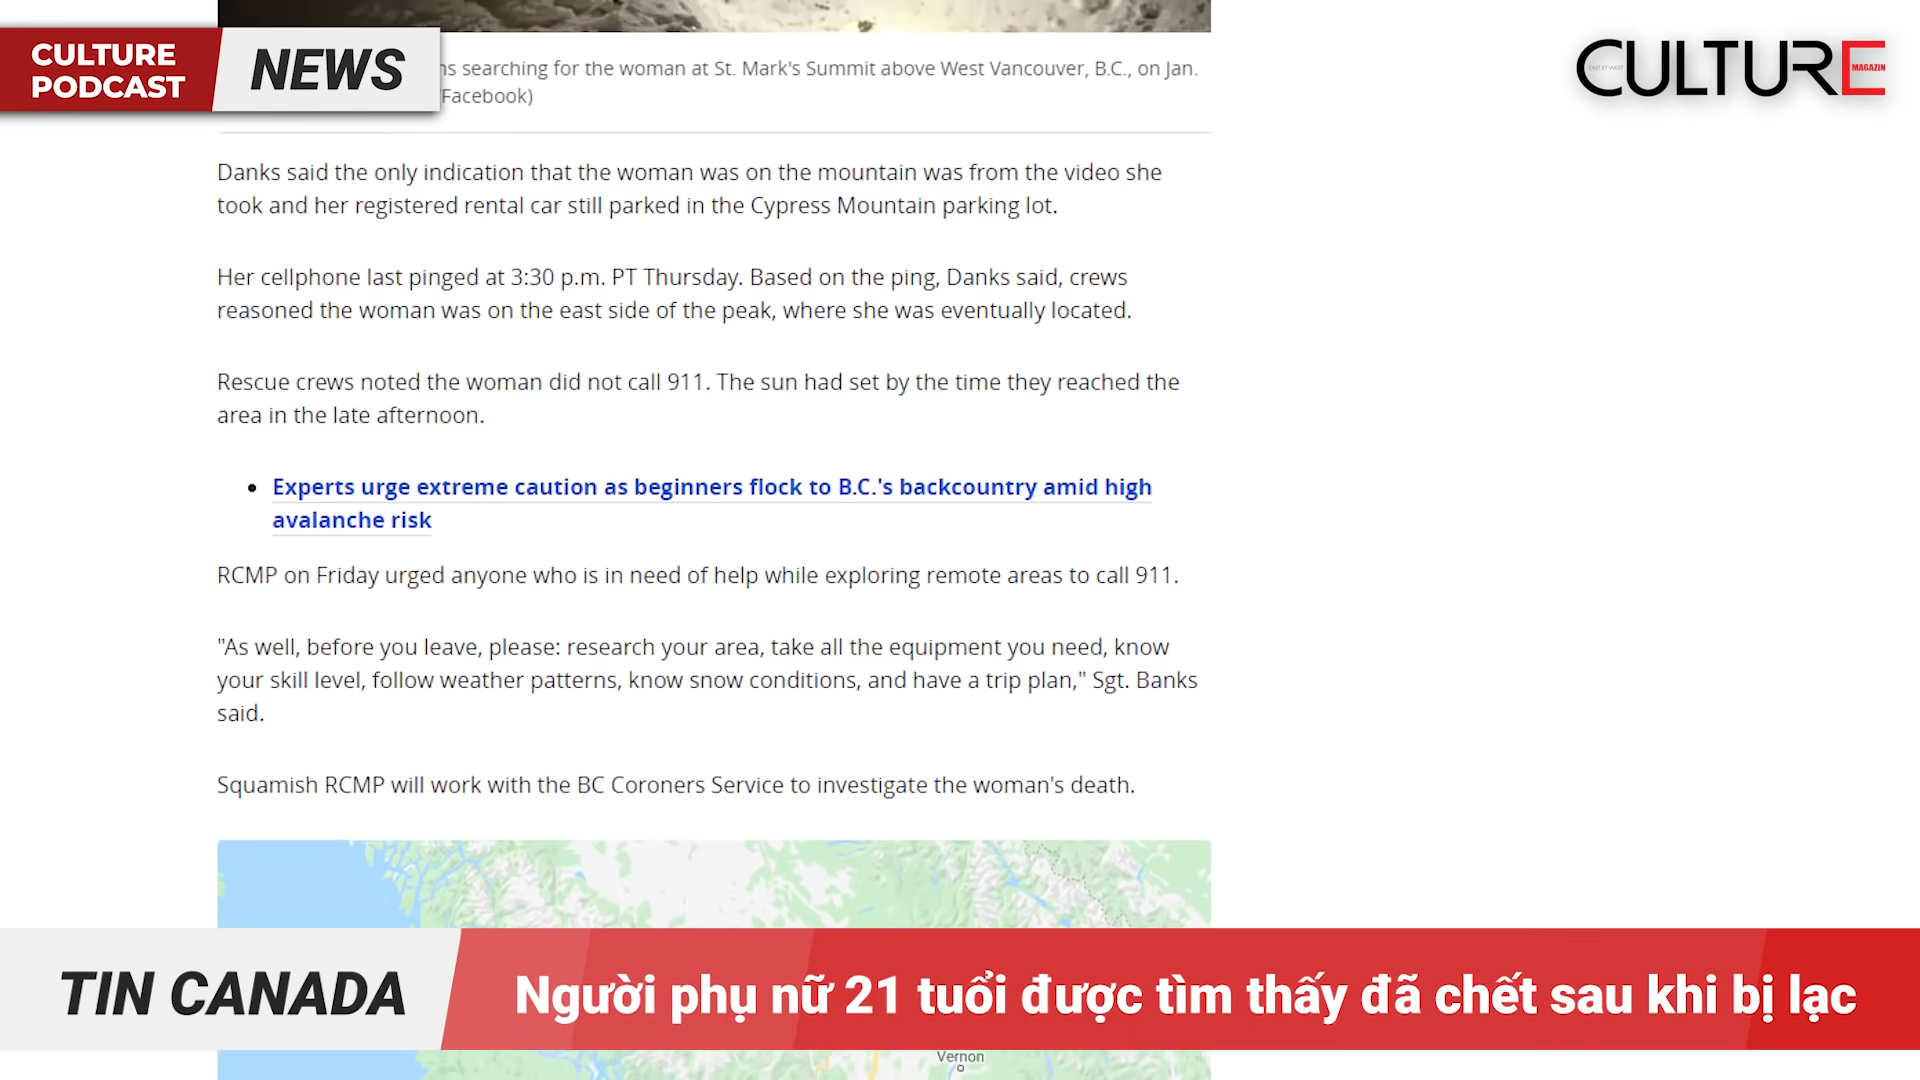 CULTURE
PODCAST
NEWS
CULTURE
EAST ET WEST
MAGAZIN
searching for the woman at St. Mark's Summit above West Vancouver, B.C., on Jan.
Facebook)
Danks said the only indication that the woman was on the mountain was from the video she
took and her registered rental car still parked in the Cypress Mountain parking lot.
Her cellphone last pinged at 3:30 p.m. PT Thursday. Based on the ping, Danks said, crews
reasoned the woman was on the east side of the peak, where she was eventually located.
Rescue crews noted the woman did not call 911. The sun had set by the time they reached the
area in the late afternoon.
• Experts urge extreme caution as beginners flock to B.C.'s backcountry amid high
avalanche risk
RCMP on Friday urged anyone who is in need of help while exploring remote areas to call 911.
"As well, before you leave, please: research your area, take all the equipment you need, know
your skill level, follow weather patterns, know snow conditions, and have a trip plan," Sgt. Banks
said.
Squamish RCMP will work with the BC Coroners Service to investigate the woman's death.
TIN CANADA
Người phụ nữ 21 tuổi được tìm thấy đã chết sau khi bị lạc
Vernon